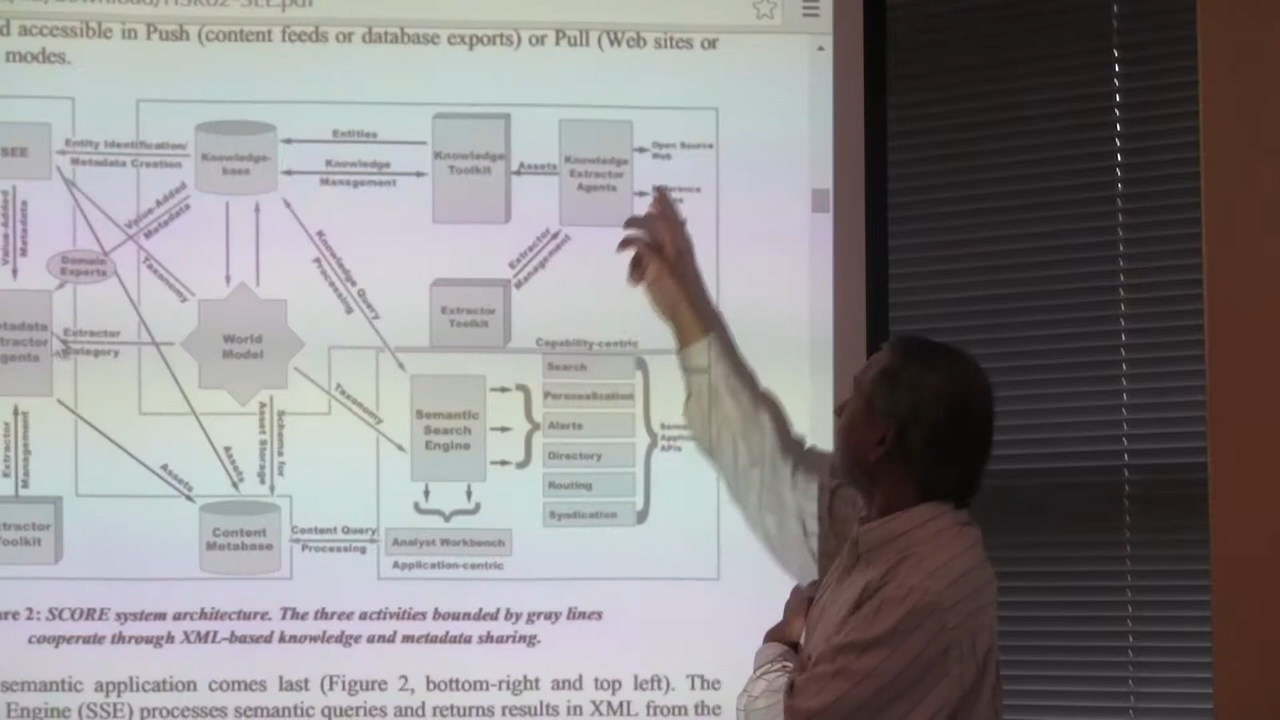 d accessible in Push (content feeds or database exports) or Pull (Web sites or
modes.
SEE
Entity Identification/
Metadata Creation
Knowledge-
base
Entities
Knowledge
Management
Knowledge
Toolkit
Assets
Knowledge
Extractor
Agents
Open Source
Web
Value-Added
Metadata
Value-Added
Metadata
Domain
Experts
Taxonomy
Knowledge Query
Processing
Extractor
Management
Extractor
Toolkit
tadata
tractor
gents
Extractor
Category
World
Model
Taxonomy
Capability-centric
Search
Personalization
Alerts
Directory
Routing
Syndication
APIs
Semantic
Search
Engine
Extractor
Management
Assets
Assets
Schema for
Asset Storage
tractor
oolkit
Content
Metabase
Content Query
Processing
Analyst Workbench
Application-centric
re 2: SCORE system architecture. The three activities bounded by gray lines
cooperate through XML-based knowledge and metadata sharing.
semantic application comes last (Figure 2, bottom-right and top left). The
Engine (SSE) processes semantic queries and returns results in XML from the